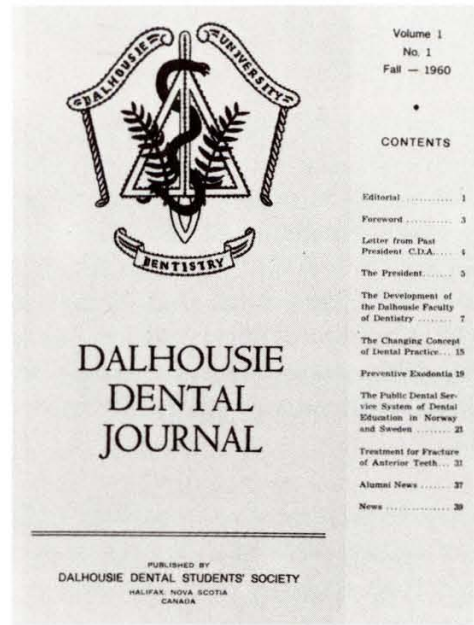 DALHOUSIE UNIVERSITY
DENTISTRY
DALHOUSIE
DENTAL
JOURNAL
PUBLISHED BY
DALHOUSIE DENTAL STUDENTS' SOCIETY
HALIFAX, NOVA SCOTIA
CANADA
Volume 1
No. 1
Fall — 1960
CONTENTS
Editorial ............ 1
Foreword .......... 3
Letter from Past
President C.D.A. .... 4
The President ....... 5
The Development of
the Dalhousie Faculty
of Dentistry ........ 7
The Changing Concept
of Dental Practice... 15
Preventive Exodontia 19
The Public Dental Ser-
vice System of Dental
Education in Norway
and Sweden ........ 23
Treatment for Fracture
of Anterior Teeth... 31
Alumni News ....... 37
News ............... 39